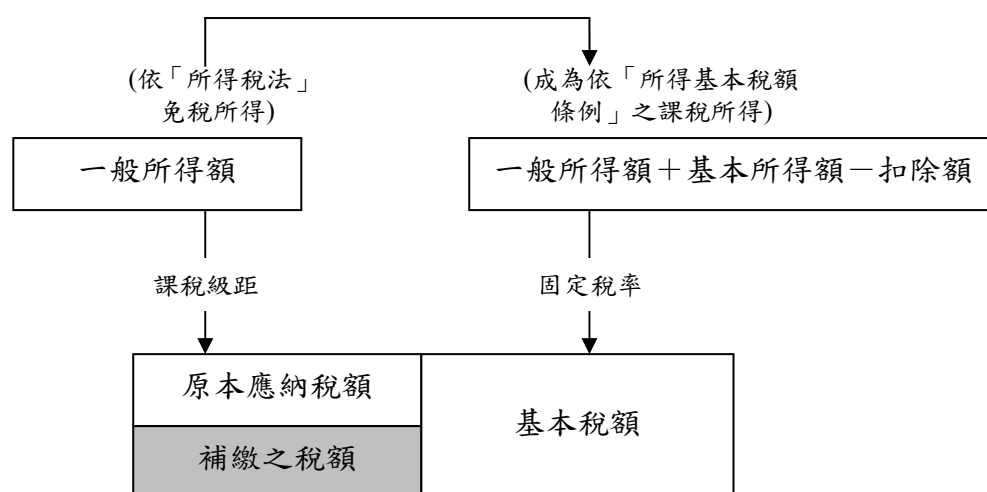 (依「所得稅法」
免稅所得)
(成為依「所得基本稅額
條例」之課稅所得)
一般所得額
一般所得額＋基本所得額－扣除額
課稅級距
固定稅率
原本應納稅額
基本稅額
補繳之稅額